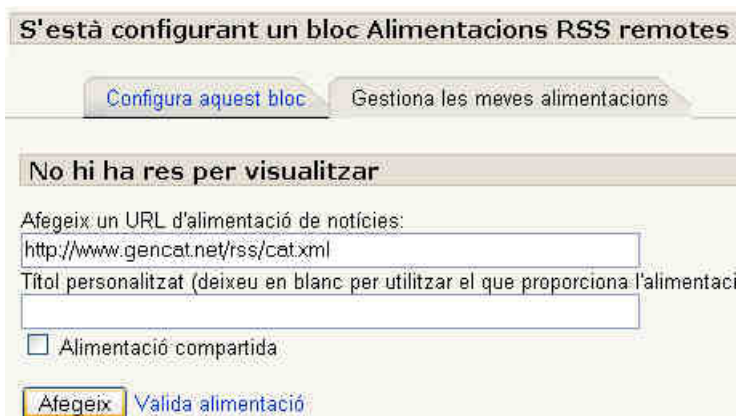 S'està configurant un bloc Alimentacions RSS remotes
Configura aquest bloc Gestiona les meves alimentacions
No hi ha res per visualitzar
Afegeix un URL d'alimentació de notícies:
http://www.gencat.net/rss/cat.xml
Títol personalitzat (deixeu en blanc per utilitzar el que proporciona l'alimentaci
Alimentació compartida
Afegeix Valida alimentació